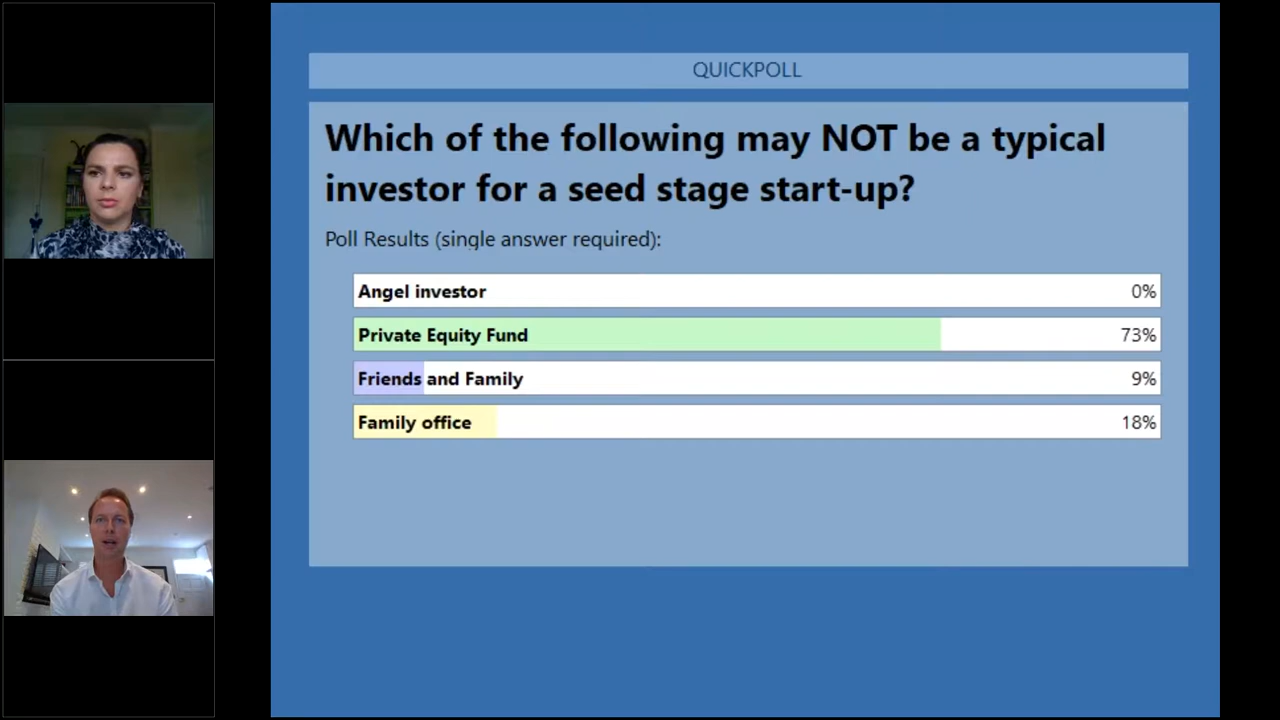 QUICKPOLL
Which of the following may NOT be a typical
investor for a seed stage start-up?
Poll Results (single answer required):
Angel investor 0%
Private Equity Fund 73%
Friends and Family 9%
Family office 18%